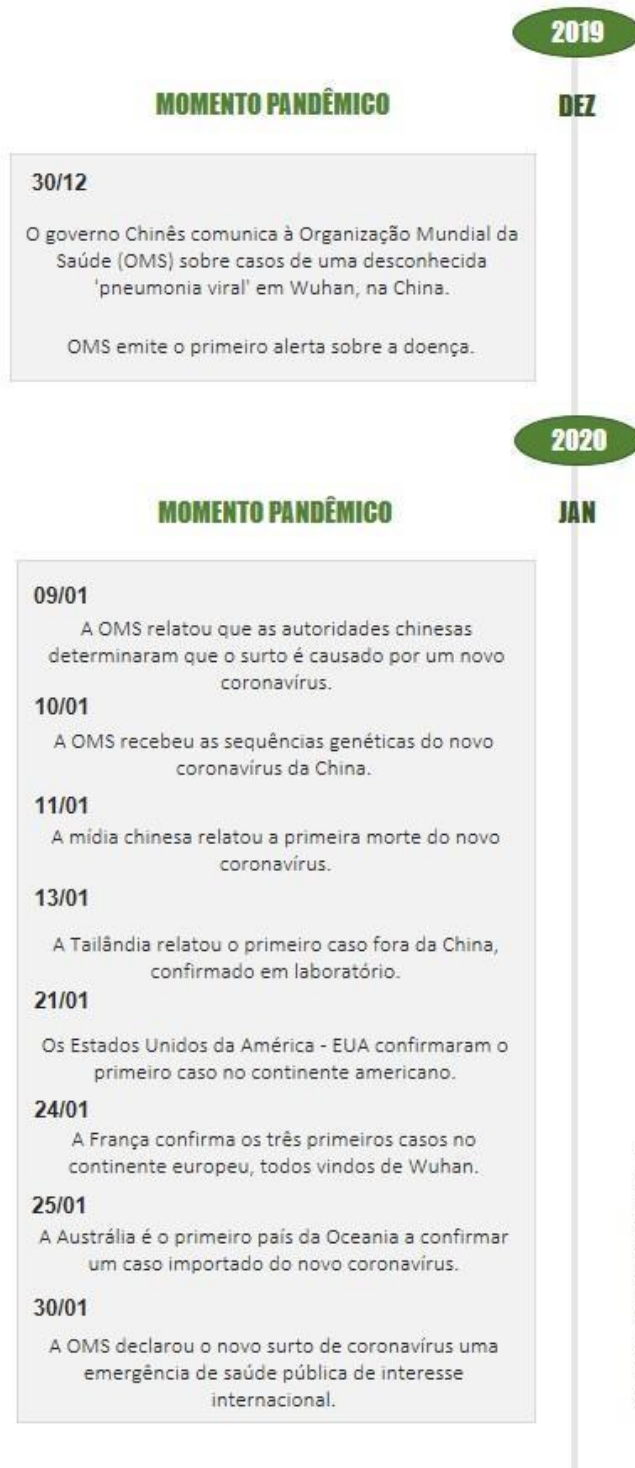 2019
MOMENTO PANDÊMICO
DEZ
30/12
O governo Chinês comunica à Organização Mundial da
Saúde (OMS) sobre casos de uma desconhecida
'pneumonia viral' em Wuhan, na China.
OMS emite o primeiro alerta sobre a doença.
2020
MOMENTO PANDÊMICO
JAN
09/01
A OMS relatou que as autoridades chinesas
determinaram que o surto é causado por um novo
coronavírus.
10/01
A OMS recebeu as sequências genéticas do novo
coronavírus da China.
11/01
A mídia chinesa relatou a primeira morte do novo
coronavírus.
13/01
A Tailândia relatou o primeiro caso fora da China,
confirmado em laboratório.
21/01
Os Estados Unidos da América - EUA confirmaram o
primeiro caso no continente americano.
24/01
A França confirma os três primeiros casos no
continente europeu, todos vindos de Wuhan.
25/01
A Austrália é o primeiro país da Oceania a confirmar
um caso importado do novo coronavírus.
30/01
A OMS declarou o novo surto de coronavírus uma
emergência de saúde pública de interesse
internacional.